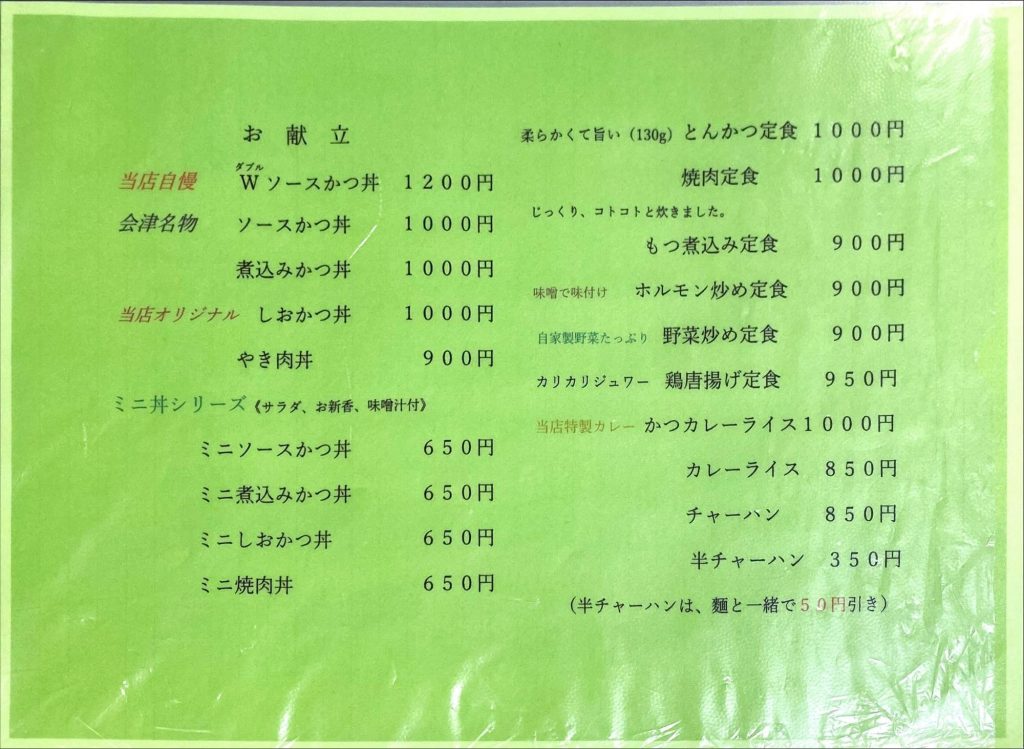 お献立
当店自慢 Wソースかつ丼 １２００円
ダブル
会津名物 ソースかつ丼 １０００円
煮込みかつ丼 １０００円
当店オリジナル しおかつ丼 １０００円
やき肉丼 ９００円
ミニ丼シリーズ《サラダ、お新香、味噌汁付》
ミニソースかつ丼 ６５０円
ミニ煮込みかつ丼 ６５０円
ミニしおかつ丼 ６５０円
ミニ焼肉丼 ６５０円
柔らかくて旨い（130g）とんかつ定食 １０００円
焼肉定食 １０００円
じっくり、コトコトと炊きました。
もつ煮込み定食 ９００円
味噌で味付け ホルモン炒め定食 ９００円
自家製野菜たっぷり 野菜炒め定食 ９００円
カリカリジュワー 鶏唐揚げ定食 ９５０円
当店特製カレー かつカレーライス１０００円
カレーライス ８５０円
チャーハン ８５０円
半チャーハン ３５０円
（半チャーハンは、麺と一緒で５０円引き）